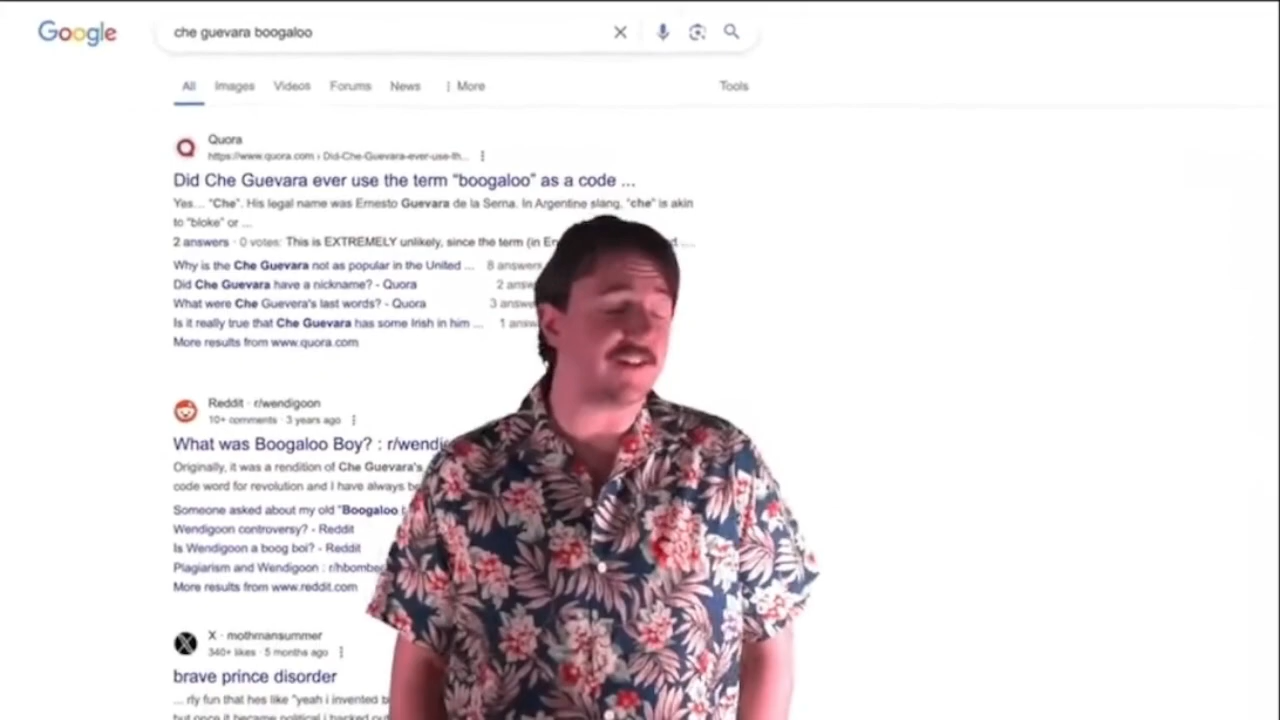 Google
che guevara boogaloo
All Images Videos Forums News More Tools
Quora
https://www.quora.com › Did-Che-Guevara-ever-use-th...
Did Che Guevara ever use the term “boogaloo” as a code ...
Yes... "Che". His legal name was Ernesto Guevara de la Serna. In Argentine slang, "che" is akin
to "bloke" or ...
2 answers · 0 votes: This is EXTREMELY unlikely, since the term (in
Why is the Che Guevara not as popular in the United ... 8 answers
Did Che Guevara have a nickname? - Quora 2
What were Che Guevera's last words? - Quora 3
Is it really true that Che Guevara has some Irish in him ... 1
More results from www.quora.com
Reddit · r/wendigoon
10+ comments · 3 years ago
What was Boogaloo Boy? :
Originally, it was a rendition of Che Guevara's
code word for revolution and I have always
Someone asked about my old "Boogaloo
Wendigoon controversy? - Reddit
Is Wendigoon a boog boi? - Reddit
Plagiarism and Wendigoon :
More results from www.reddit.com
X · mothmansummer
340+ likes · 5 months ago
brave prince disorder
... rly fun that hes like "yeah i invented
but once it became political i backed